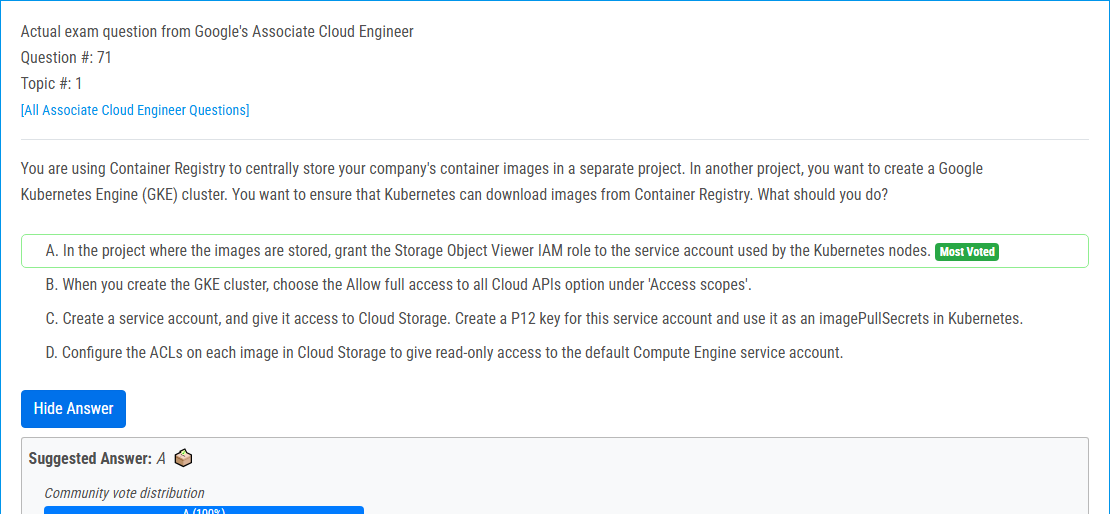 Actual exam question from Google's Associate Cloud Engineer
Question #: 71
Topic #: 1
[All Associate Cloud Engineer Questions]
You are using Container Registry to centrally store your company's container images in a separate project. In another project, you want to create a Google
Kubernetes Engine (GKE) cluster. You want to ensure that Kubernetes can download images from Container Registry. What should you do?
A. In the project where the images are stored, grant the Storage Object Viewer IAM role to the service account used by the Kubernetes nodes. Most Voted
B. When you create the GKE cluster, choose the Allow full access to all Cloud APIs option under 'Access scopes'.
C. Create a service account, and give it access to Cloud Storage. Create a P12 key for this service account and use it as an imagePullSecrets in Kubernetes.
D. Configure the ACLs on each image in Cloud Storage to give read-only access to the default Compute Engine service account.
Hide Answer
Suggested Answer: A
Community vote distribution
A (100%)